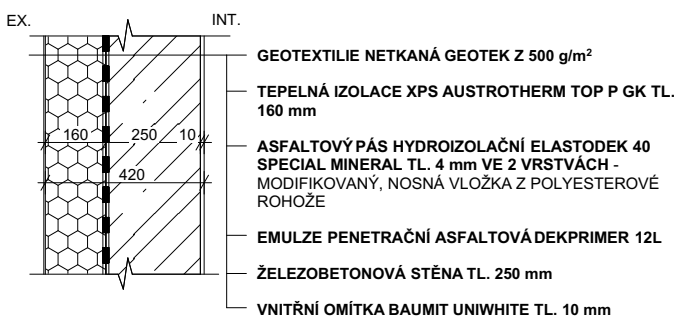 EX.
INT.
GEOTEXTILIE NETKANÁ GEOTEK Z 500 g/m²
TEPELNÁ IZOLACE XPS AUSTROTHERM TOP P GK TL.
160 mm
160 250 10
ASFALTOVÝ PÁS HYDROIZOLAČNÍ ELASTODEK 40
SPECIAL MINERAL TL. 4 mm VE 2 VRSTVÁCH -
MODIFIKOVANÝ, NOSNÁ VLOŽKA Z POLYESTEROVÉ
ROHOŽE
420
EMULZE PENETRAČNÍ ASFALTOVÁ DEKPRIMER 12L
ŽELEZOBETONOVÁ STĚNA TL. 250 mm
VNITŘNÍ OMÍTKA BAUMIT UNIWHITE TL. 10 mm